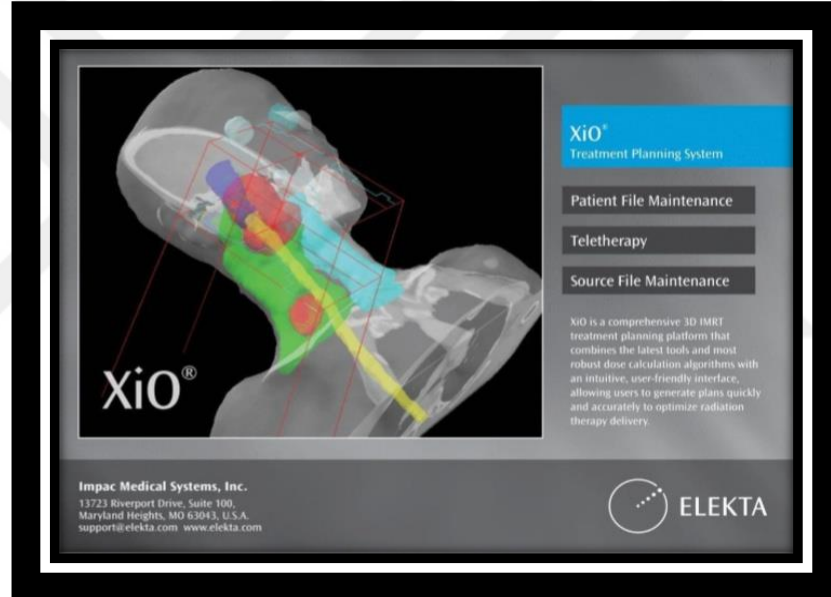 XiO®
Treatment Planning System
Patient File Maintenance
Teletherapy
Source File Maintenance
XiO is a comprehensive 3D IMRT
treatment planning platform that
combines the latest tools and most
robust dose calculation algorithms with
an intuitive, user-friendly interface,
allowing users to generate plans quickly
and accurately to optimize radiation
therapy delivery.
XiO®
Impac Medical Systems, Inc.
13723 Riverport Drive, Suite 100,
Maryland Heights, MO 63043, U.S.A.
support@elekta.com www.elekta.com
ELEKTA